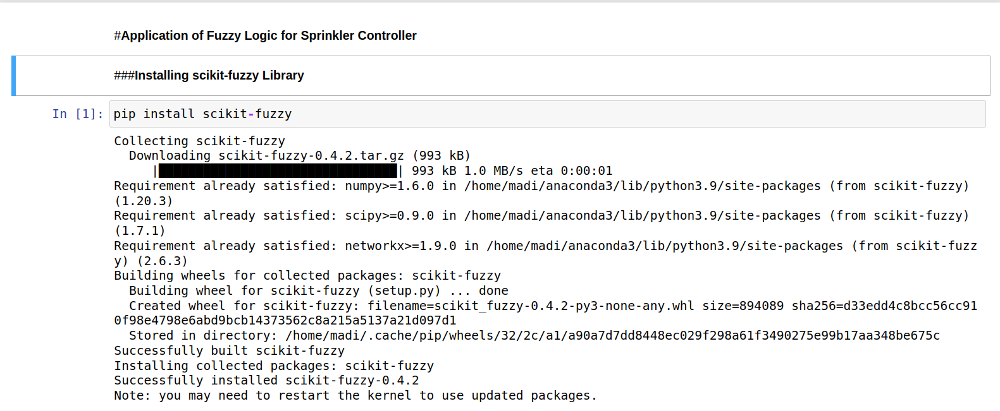 #Application of Fuzzy Logic for Sprinkler Controller
###Installing scikit-fuzzy Library
In [1]: pip install scikit-fuzzy
Collecting scikit-fuzzy
  Downloading scikit-fuzzy-0.4.2.tar.gz (993 kB)
     |████████████████████████████████| 993 kB 1.0 MB/s eta 0:00:01
Requirement already satisfied: numpy>=1.6.0 in /home/madi/anaconda3/lib/python3.9/site-packages (from scikit-fuzzy)
(1.20.3)
Requirement already satisfied: scipy>=0.9.0 in /home/madi/anaconda3/lib/python3.9/site-packages (from scikit-fuzzy)
(1.7.1)
Requirement already satisfied: networkx>=1.9.0 in /home/madi/anaconda3/lib/python3.9/site-packages (from scikit-fuzz
y) (2.6.3)
Building wheels for collected packages: scikit-fuzzy
  Building wheel for scikit-fuzzy (setup.py) ... done
  Created wheel for scikit-fuzzy: filename=scikit_fuzzy-0.4.2-py3-none-any.whl size=894089 sha256=d33edd4c8bcc56cc91
0f98e4798e6abd9bcb14373562c8a215a5137a21d097d1
  Stored in directory: /home/madi/.cache/pip/wheels/32/2c/a1/a90a7d7dd8448ec029f298a61f3490275e99b17aa348be675c
Successfully built scikit-fuzzy
Installing collected packages: scikit-fuzzy
Successfully installed scikit-fuzzy-0.4.2
Note: you may need to restart the kernel to use updated packages.